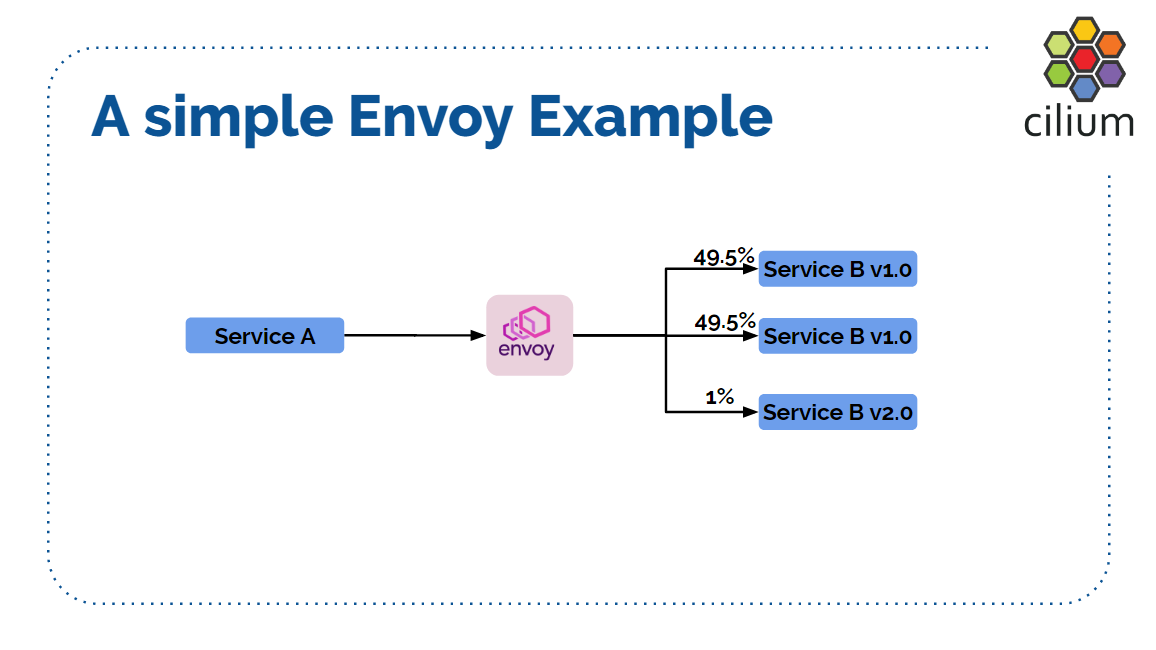 cilium
A simple Envoy Example
49.5%
Service B v1.0
49.5%
Service A
envoy
Service B v1.0
1%
Service B v2.0